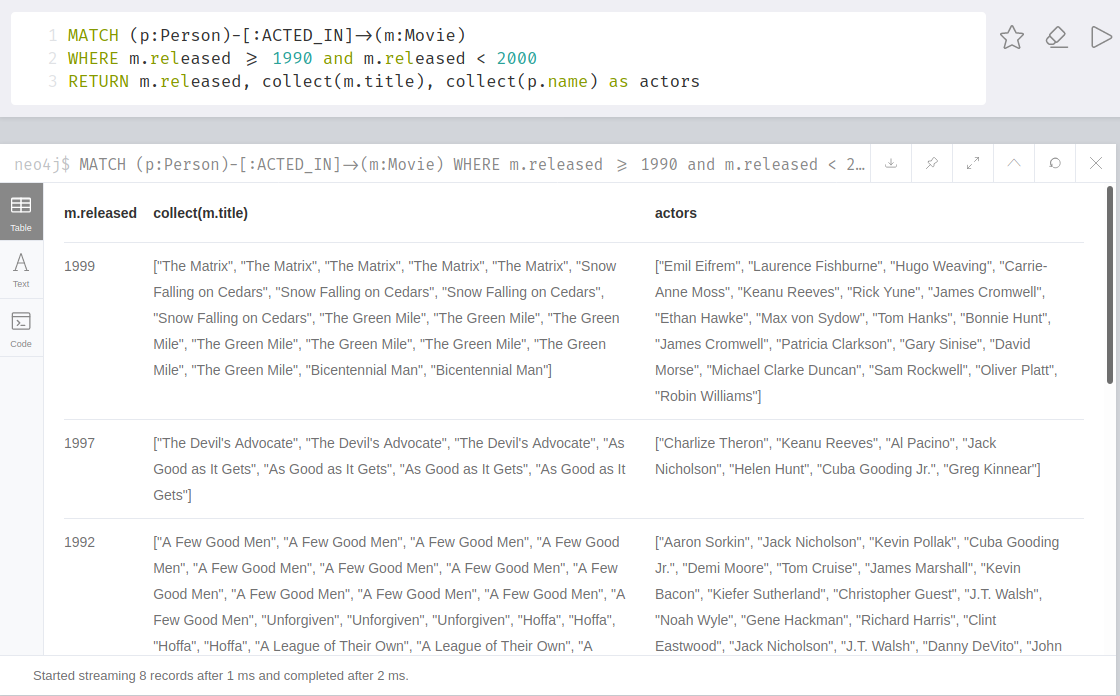 1 MATCH (p:Person)-[:ACTED_IN]→(m:Movie)
2 WHERE m.released ≥ 1990 and m.released < 2000
3 RETURN m.released, collect(m.title), collect(p.name) as actors
neo4j$ MATCH (p:Person)-[:ACTED_IN]→(m:Movie) WHERE m.released ≥ 1990 and m.released < 2…
Table
Text
Code
m.released collect(m.title) actors
1999
["The Matrix", "The Matrix", "The Matrix", "The Matrix", "The Matrix", "Snow
Falling on Cedars", "Snow Falling on Cedars", "Snow Falling on Cedars",
"Snow Falling on Cedars", "The Green Mile", "The Green Mile", "The Green
Mile", "The Green Mile", "The Green Mile", "The Green Mile", "The Green
Mile", "The Green Mile", "Bicentennial Man", "Bicentennial Man"]
["Emil Eifrem", "Laurence Fishburne", "Hugo Weaving", "Carrie-
Anne Moss", "Keanu Reeves", "Rick Yune", "James Cromwell",
"Ethan Hawke", "Max von Sydow", "Tom Hanks", "Bonnie Hunt",
"James Cromwell", "Patricia Clarkson", "Gary Sinise", "David
Morse", "Michael Clarke Duncan", "Sam Rockwell", "Oliver Platt",
"Robin Williams"]
1997
["The Devil's Advocate", "The Devil's Advocate", "The Devil's Advocate", "As
Good as It Gets", "As Good as It Gets", "As Good as It Gets", "As Good as It
Gets"]
["Charlize Theron", "Keanu Reeves", "Al Pacino", "Jack
Nicholson", "Helen Hunt", "Cuba Gooding Jr.", "Greg Kinnear"]
1992
["A Few Good Men", "A Few Good Men", "A Few Good Men", "A Few Good
Men", "A Few Good Men", "A Few Good Men", "A Few Good Men", "A Few
Good Men", "A Few Good Men", "A Few Good Men", "A Few Good Men", "A
Few Good Men", "Unforgiven", "Unforgiven", "Unforgiven", "Hoffa", "Hoffa",
"Hoffa", "Hoffa", "A League of Their Own", "A League of Their Own", "A
["Aaron Sorkin", "Jack Nicholson", "Kevin Pollak", "Cuba Gooding
Jr.", "Demi Moore", "Tom Cruise", "James Marshall", "Kevin
Bacon", "Kiefer Sutherland", "Christopher Guest", "J.T. Walsh",
"Noah Wyle", "Gene Hackman", "Richard Harris", "Clint
Eastwood", "Jack Nicholson", "J.T. Walsh", "Danny DeVito", "John
Started streaming 8 records after 1 ms and completed after 2 ms.